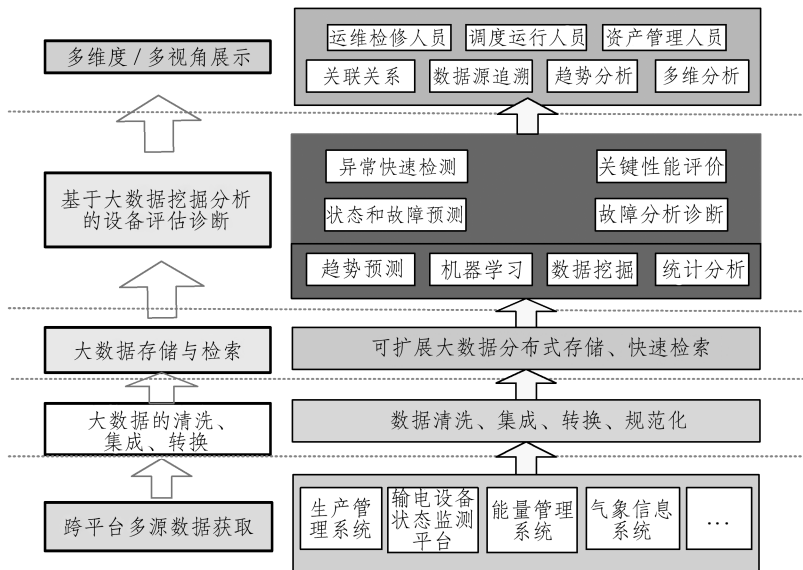 多维度/多视角展示
运维检修人员 调度运行人员 资产管理人员
关联关系 数据源追溯 趋势分析 多维分析
基于大数据挖掘分析
的设备评估诊断
异常快速检测 关键性能评价
状态和故障预测 故障分析诊断
趋势预测 机器学习 数据挖掘 统计分析
大数据存储与检索
可扩展大数据分布式存储、快速检索
大数据的清洗、
集成、转换
数据清洗、集成、转换、规范化
跨平台多源数据获取
生产管
理系统
输电设备
状态监测
平台
能量管理
系统
气象信息
系统
...